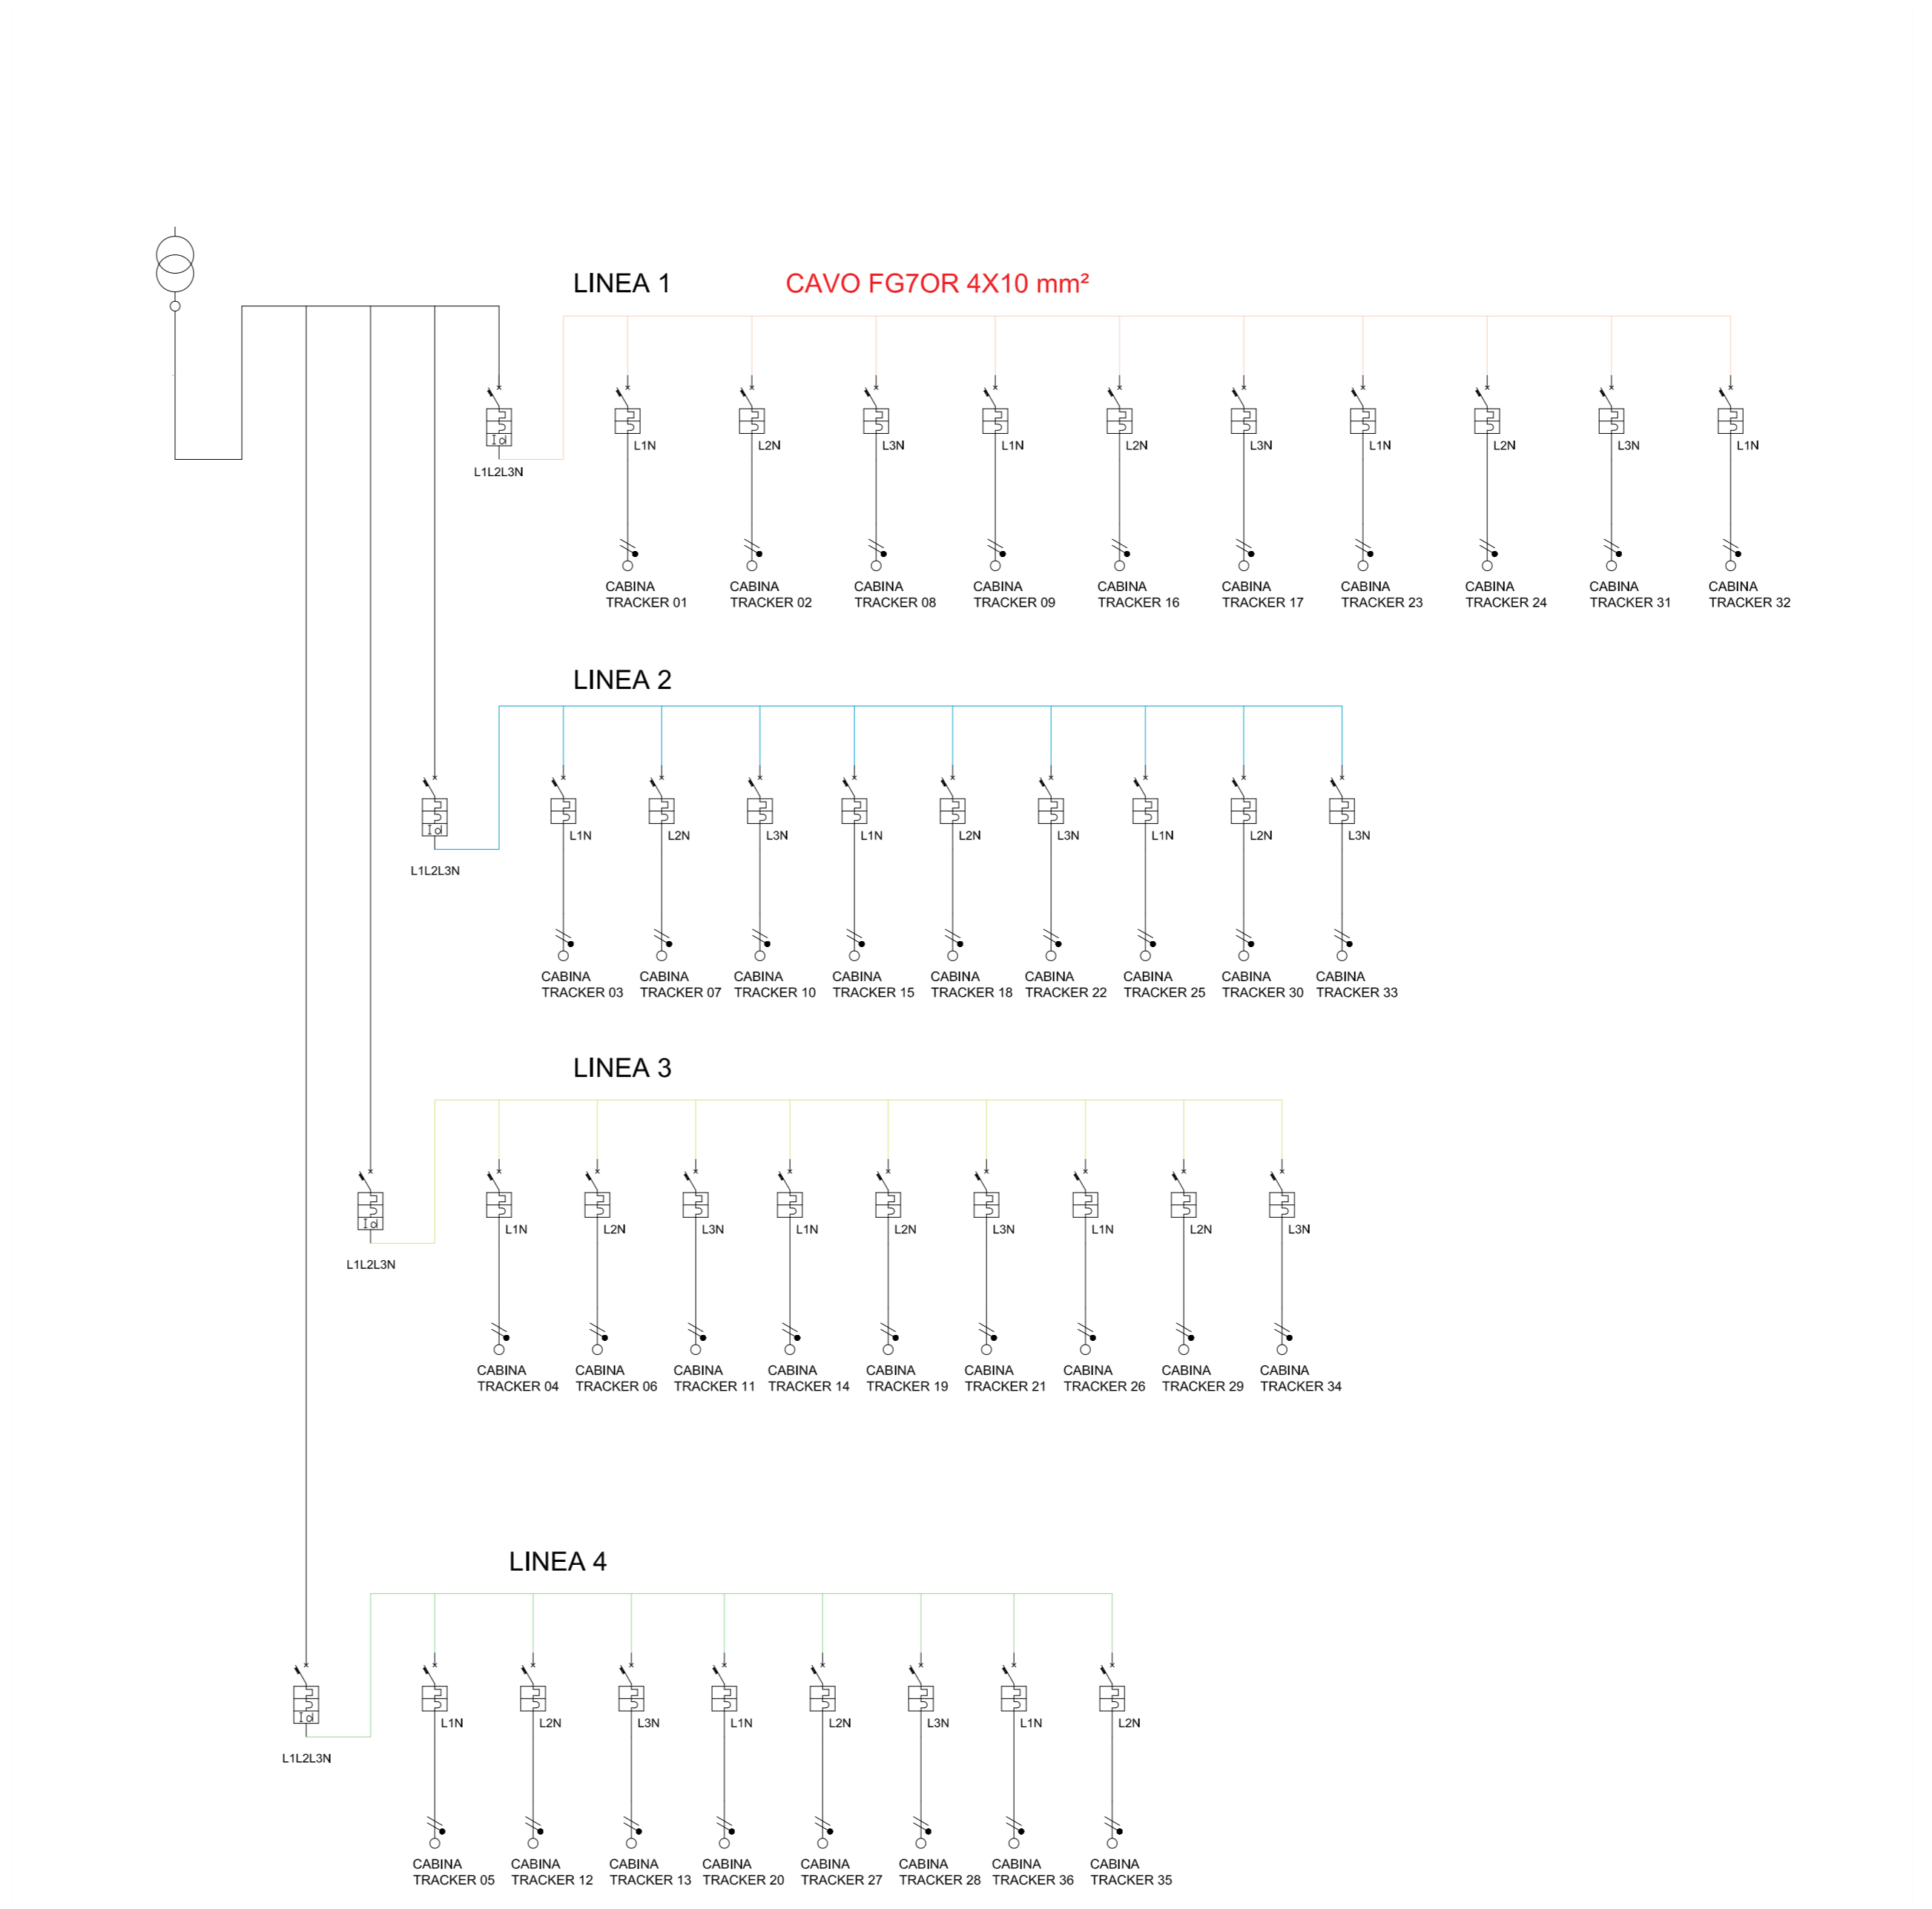 LINEA 1
CAVO FG7OR 4X10 mm²
Id
L1L2L3N
L1N
L2N
L3N
L1N
L2N
L3N
L1N
L2N
L3N
L1N
CABINA
TRACKER 01
CABINA
TRACKER 02
CABINA
TRACKER 08
CABINA
TRACKER 09
CABINA
TRACKER 16
CABINA
TRACKER 17
CABINA
TRACKER 23
CABINA
TRACKER 24
CABINA
TRACKER 31
CABINA
TRACKER 32
LINEA 2
Id
L1L2L3N
L1N
L2N
L3N
L1N
L2N
L3N
L1N
L2N
L3N
CABINA
TRACKER 03
CABINA
TRACKER 07
CABINA
TRACKER 10
CABINA
TRACKER 15
CABINA
TRACKER 18
CABINA
TRACKER 22
CABINA
TRACKER 25
CABINA
TRACKER 30
CABINA
TRACKER 33
LINEA 3
Id
L1L2L3N
L1N
L2N
L3N
L1N
L2N
L3N
L1N
L2N
L3N
CABINA
TRACKER 04
CABINA
TRACKER 06
CABINA
TRACKER 11
CABINA
TRACKER 14
CABINA
TRACKER 19
CABINA
TRACKER 21
CABINA
TRACKER 26
CABINA
TRACKER 29
CABINA
TRACKER 34
LINEA 4
Id
L1L2L3N
L1N
L2N
L3N
L1N
L2N
L3N
L1N
L2N
CABINA
TRACKER 05
CABINA
TRACKER 12
CABINA
TRACKER 13
CABINA
TRACKER 20
CABINA
TRACKER 27
CABINA
TRACKER 28
CABINA
TRACKER 36
CABINA
TRACKER 35